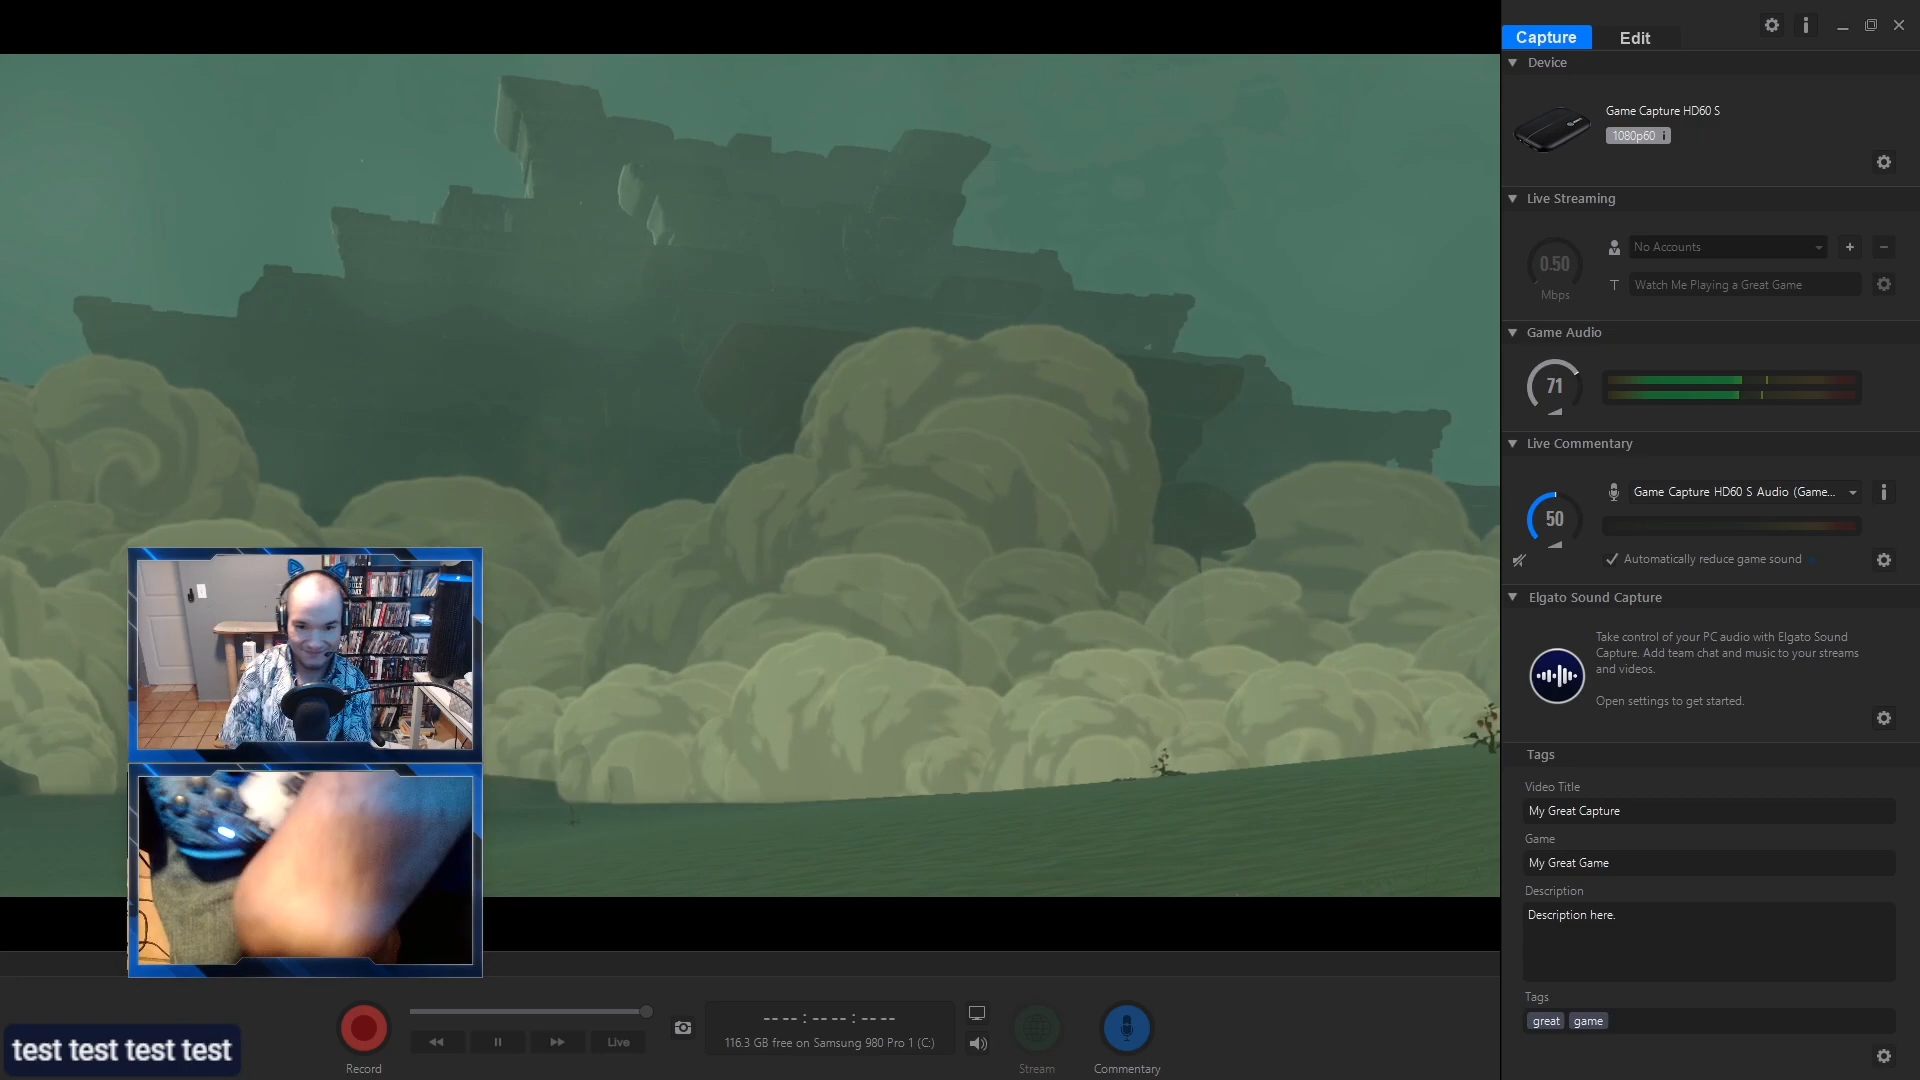 Capture
Edit
Device
Game Capture HD60 S
1080p60 i
Live Streaming
No Accounts
0.50
Mbps
T
Watch Me Playing a Great Game
Game Audio
71
Live Commentary
Game Capture HD60 S Audio (Game...
50
Automatically reduce game sound
Elgato Sound Capture
Take control of your PC audio with Elgato Sound
Capture. Add team chat and music to your streams
and videos.
Open settings to get started.
Tags
Video Title
My Great Capture
Game
My Great Game
Description
Description here.
Tags
great game
-- -- : -- -- : -- --
Live
116.3 GB free on Samsung 980 Pro 1 (C:)
Record
Stream
Commentary
test test test test